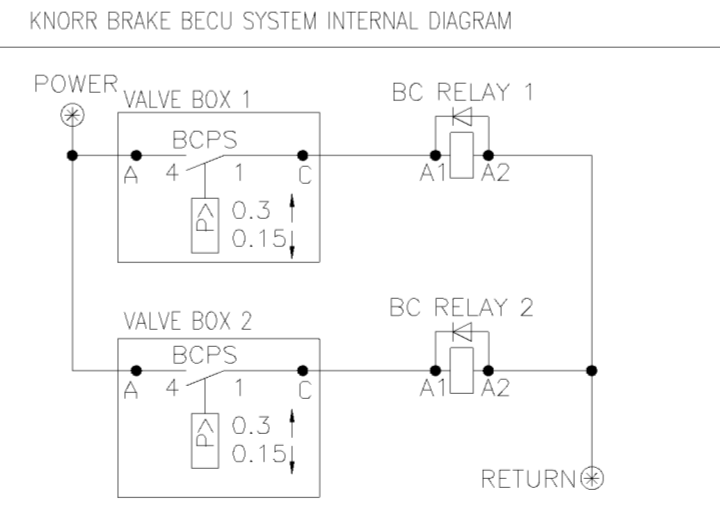 KNORR BRAKE BECU SYSTEM INTERNAL DIAGRAM
POWER
VALVE BOX 1
BC RELAY 1
BCPS
A 4 1 C
A1 A2
P> 0.3
0.15
VALVE BOX 2
BC RELAY 2
BCPS
A 4 1 C
A1 A2
P> 0.3
0.15
RETURN